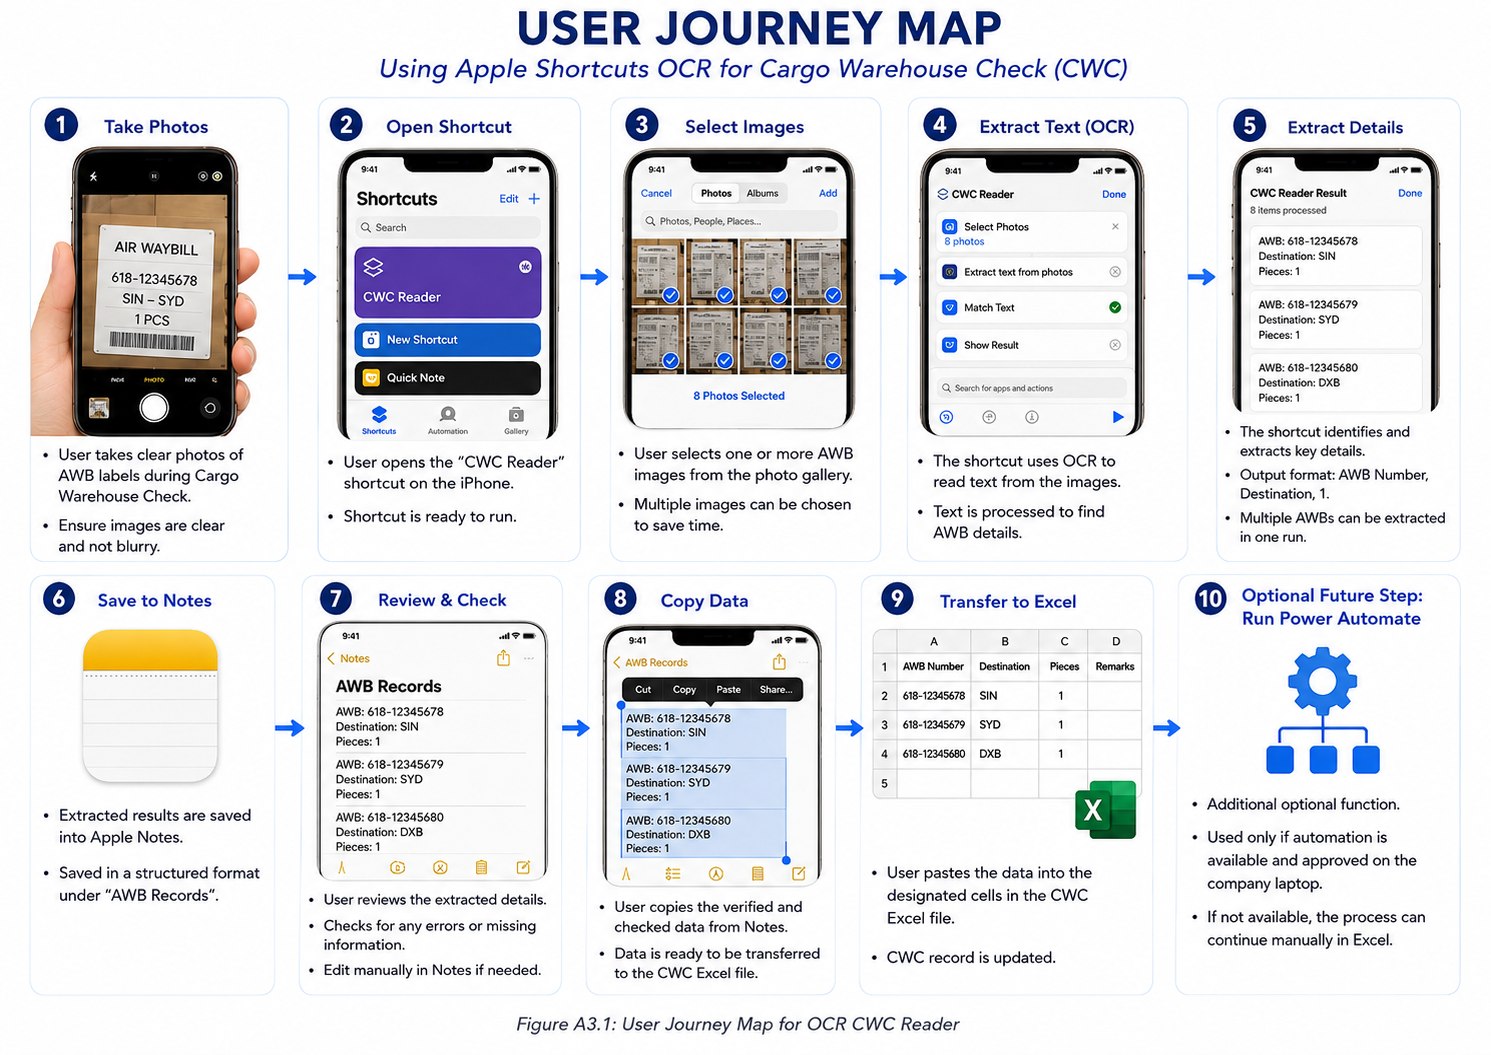 USER JOURNEY MAP
Using Apple Shortcuts OCR for Cargo Warehouse Check (CWC)
1 Take Photos
AIR WAYBILL
618-12345678
SIN – SYD
1 PCS
PHOTO
• User takes clear photos of
AWB labels during Cargo
Warehouse Check.
• Ensure images are clear
and not blurry.
2 Open Shortcut
9:41
Shortcuts
Edit +
Search
CWC Reader
New Shortcut
Quick Note
Shortcuts Automation Gallery
• User opens the “CWC Reader”
shortcut on the iPhone.
• Shortcut is ready to run.
3 Select Images
9:41
Cancel Photos Albums Add
Photos, People, Places...
8 Photos Selected
• User selects one or more AWB
images from the photo gallery.
• Multiple images can be chosen
to save time.
4 Extract Text (OCR)
9:41
CWC Reader Done
Select Photos
8 photos
Extract text from photos
Match Text
Show Result
Search for apps and actions
• The shortcut uses OCR to
read text from the images.
• Text is processed to find
AWB details.
5 Extract Details
9:41
CWC Reader Result Done
8 items processed
AWB: 618-12345678
Destination: SIN
Pieces: 1
AWB: 618-12345679
Destination: SYD
Pieces: 1
AWB: 618-12345680
Destination: DXB
Pieces: 1
• The shortcut identifies and
extracts key details.
• Output format: AWB Number,
Destination, 1.
• Multiple AWBs can be extracted
in one run.
6 Save to Notes
• Extracted results are saved
into Apple Notes.
• Saved in a structured format
under “AWB Records”.
7 Review & Check
9:41
Notes
AWB Records
AWB: 618-12345678
Destination: SIN
Pieces: 1
AWB: 618-12345679
Destination: SYD
Pieces: 1
AWB: 618-12345680
Destination: DXB
Pieces: 1
• User reviews the extracted details.
• Checks for any errors or missing
information.
• Edit manually in Notes if needed.
8 Copy Data
9:41
AWB Records
Cut Copy Paste Share...
AWB: 618-12345678
Destination: SIN
Pieces: 1
AWB: 618-12345679
Destination: SYD
Pieces: 1
AWB: 618-12345680
Destination: DXB
Pieces: 1
• User copies the verified and
checked data from Notes.
• Data is ready to be transferred
to the CWC Excel file.
9 Transfer to Excel
A B C D
1 AWB Number Destination Pieces Remarks
2 618-12345678 SIN 1
3 618-12345679 SYD 1
4 618-12345680 DXB 1
5
X
• User pastes the data into the
designated cells in the CWC
Excel file.
• CWC record is updated.
10 Optional Future Step:
Run Power Automate
• Additional optional function.
• Used only if automation is
available and approved on the
company laptop.
• If not available, the process can
continue manually in Excel.
Figure A3.1: User Journey Map for OCR CWC Reader